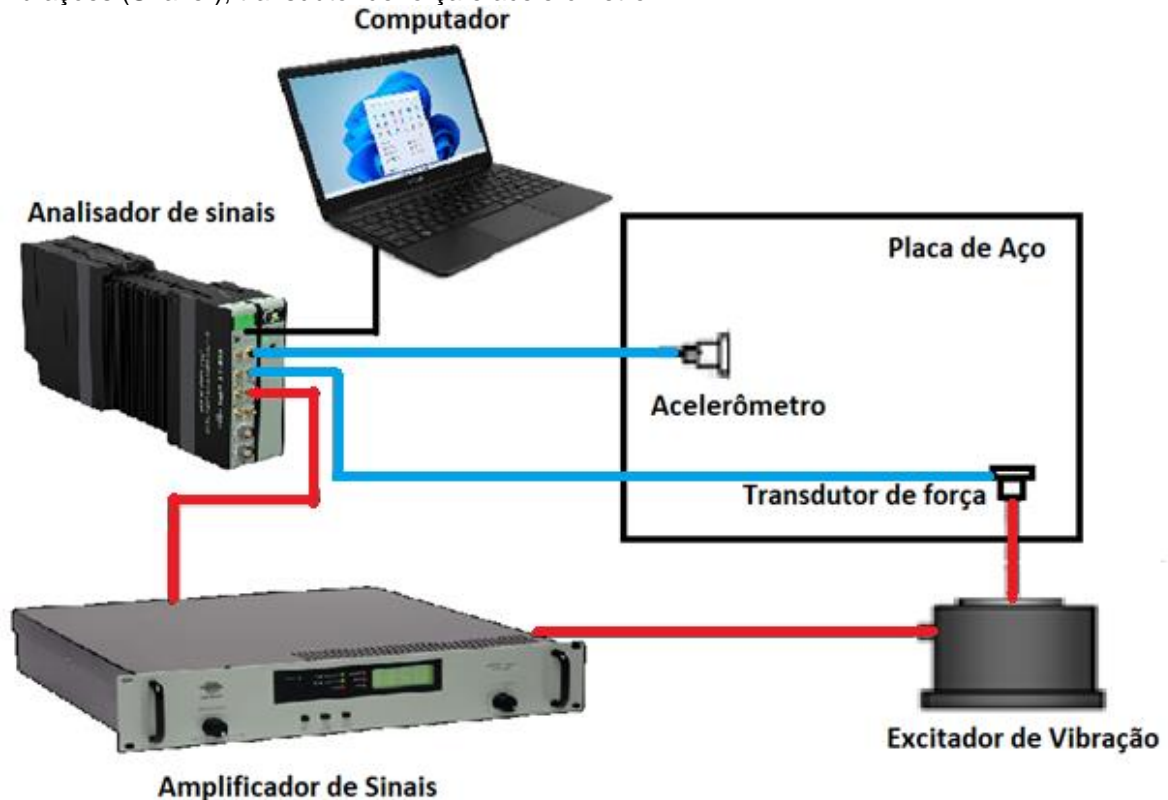 Computador
Analisador de sinais
Placa de Aço
Acelerômetro
Transdutor de força
Excitador de Vibração
Amplificador de Sinais